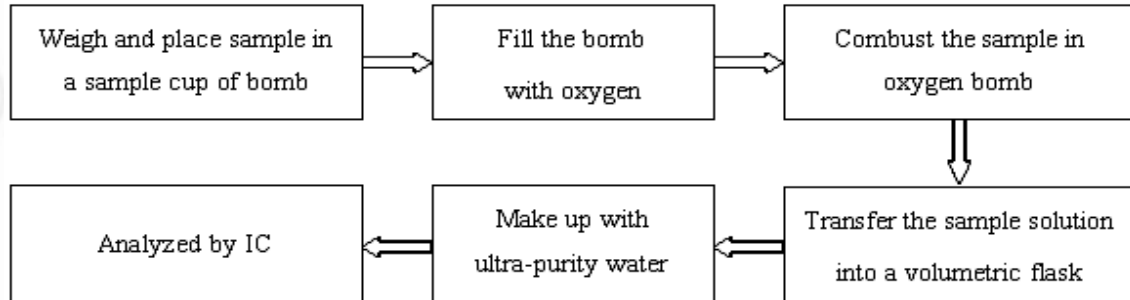 Weigh and place sample in
a sample cup of bomb
Fill the bomb
with oxygen
Combust the sample in
oxygen bomb
Transfer the sample solution
into a volumetric flask
Make up with
ultra-purity water
Analyzed by IC